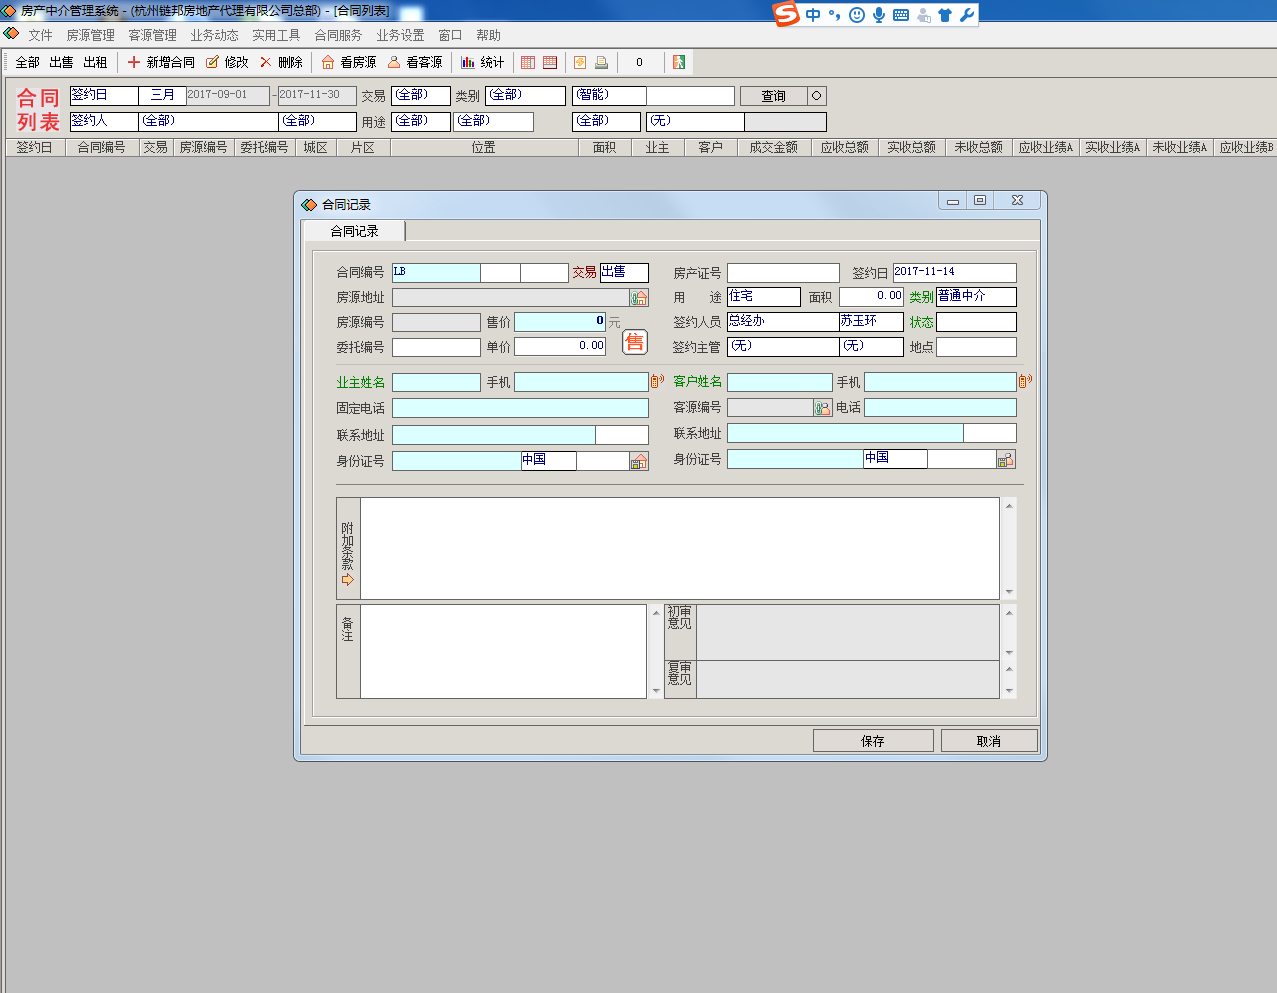 房产中介管理系统 - (杭州链邦房地产代理有限公司总部) - [合同列表]
中
文件 房源管理 客源管理 业务动态 实用工具 合同服务 业务设置 窗口 帮助
全部 出售 出租 新增合同 修改 删除 看房源 看客源 统计 0
合同列表
签约日 三月 2017-09-01 - 2017-11-30 交易 (全部) 类别 (全部) (智能) 查询
签约人 (全部) (全部) 用途 (全部) (全部) (全部) (无)
签约日 合同编号 交易 房源编号 委托编号 城区 片区 位置 面积 业主 客户 成交金额 应收总额 实收总额 未收总额 应收业绩A 实收业绩A 未收业绩A 应收业绩B
合同记录
合同记录
合同编号 LB 交易 出售 房产证号 签约日 2017-11-14
房源地址 用 途 住宅 面积 0.00 类别 普通中介
房源编号 售价 0 元 签约人员 总经办 苏玉环 状态
委托编号 单价 0.00 售 签约主管 (无) (无) 地点
业主姓名 手机 客户姓名 手机
固定电话 客源编号 电话
联系地址 联系地址
身份证号 中国 身份证号 中国
附加条款
备注
初审意见
复审意见
保存 取消